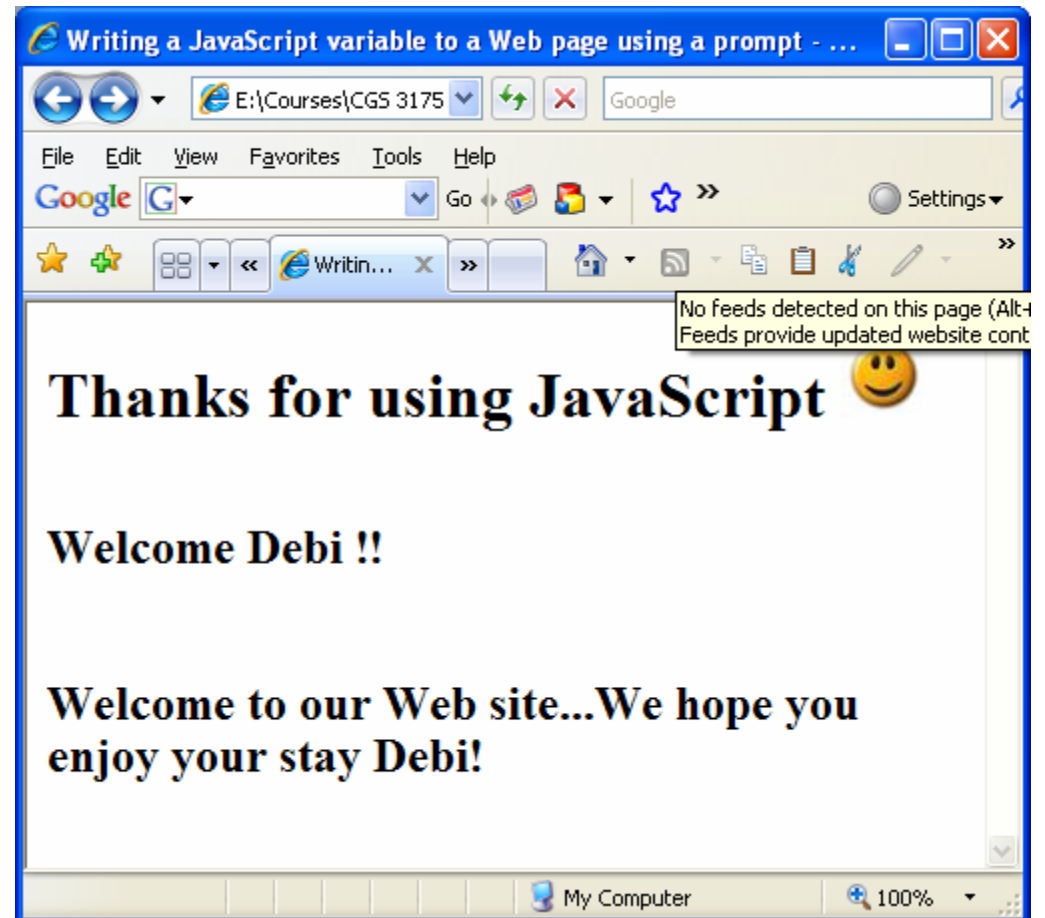 Writing a JavaScript variable to a Web page using a prompt - ...
E:\Courses\CGS 3175
Google
File Edit View Favorites Tools Help
Google G Go Settings
Writin...
No feeds detected on this page (Alt+
Feeds provide updated website cont
Thanks for using JavaScript
Welcome Debi !!
Welcome to our Web site...We hope you
enjoy your stay Debi!
My Computer 100%